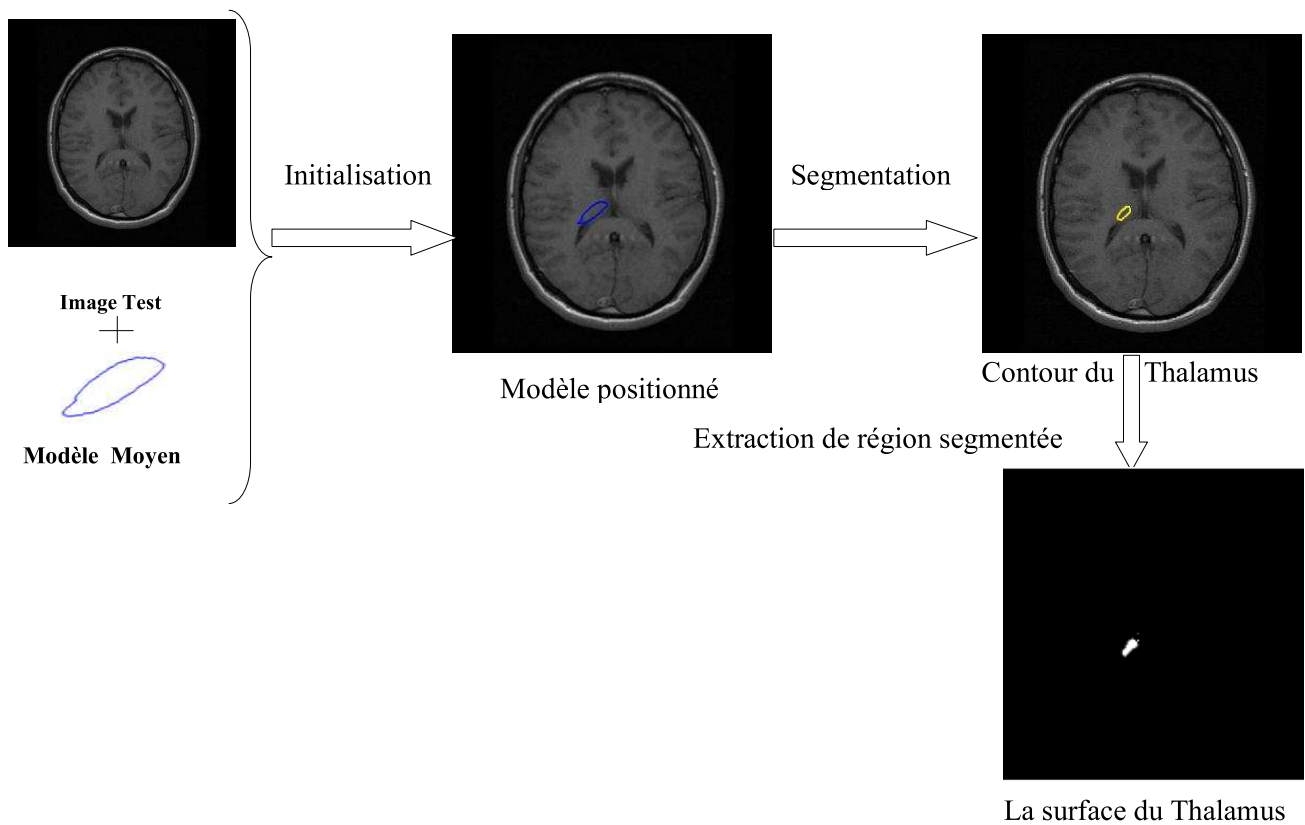 Image Test
Modèle Moyen
Initialisation
Modèle positionné
Segmentation
Contour du Thalamus
Extraction de région segmentée
La surface du Thalamus